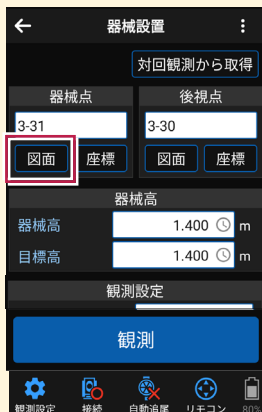 器械設置
対回観測から取得
器械点
後視点
3-31
3-30
図面
座標
図面
座標
器械高
器械高
1.400 m
目標高
1.400 m
観測設定
観測
観測設定
接続
自動追尾
リモコン
80%